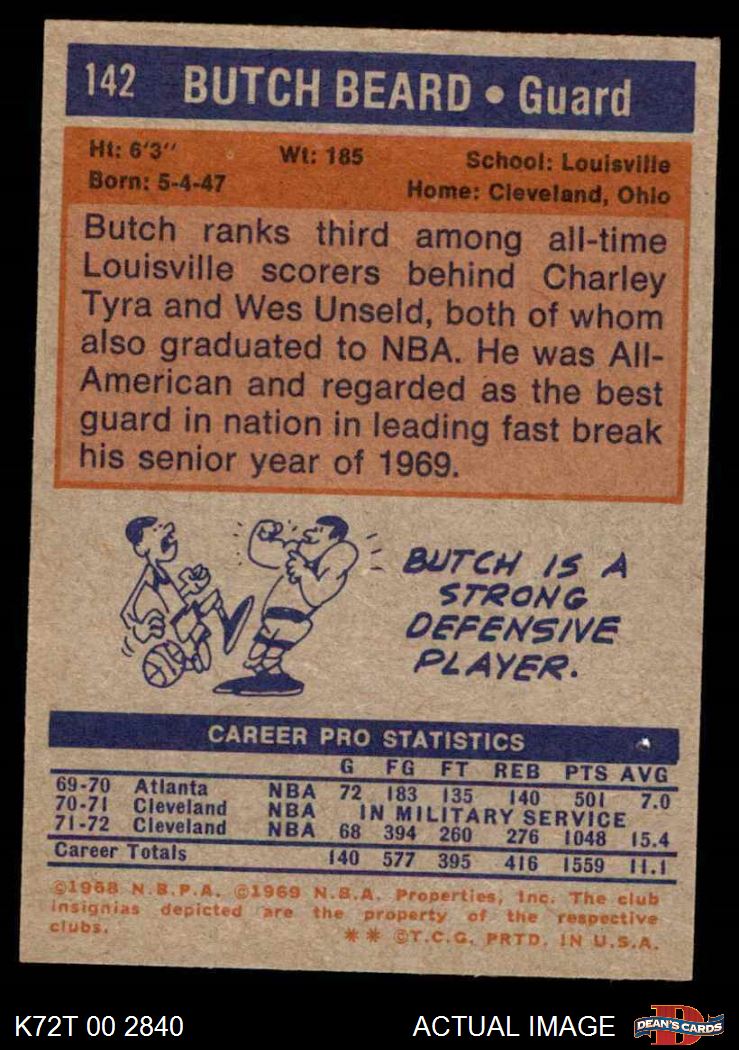 142 BUTCH BEARD • Guard
Ht: 6'3" Wt: 185 School: Louisville
Born: 5-4-47 Home: Cleveland, Ohio
Butch ranks third among all-time
Louisville scorers behind Charley
Tyra and Wes Unseld, both of whom
also graduated to NBA. He was All-
American and regarded as the best
guard in nation in leading fast break
his senior year of 1969.
BUTCH IS A
STRONG
DEFENSIVE
PLAYER.
CAREER PRO STATISTICS
G FG FT REB PTS AVG
69-70 Atlanta NBA 72 183 135 140 501 7.0
70-71 Cleveland NBA IN MILITARY SERVICE
71-72 Cleveland NBA 68 394 260 276 1048 15.4
Career Totals 140 577 395 416 1559 11.1
©1968 N.B.P.A. ©1969 N.B.A. Properties, Inc. The club
insignias depicted are the property of the respective
clubs. ** ©T.C.G. PRTD. IN U.S.A.
K72T 00 2840 ACTUAL IMAGE DEAN'S CARDS